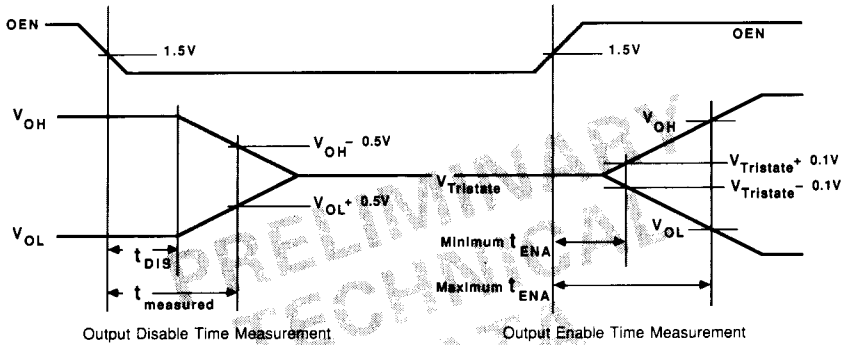 OEN
1.5V
OEN
1.5V
VOH
VOH - 0.5V
VOL + 0.5V
VOL
VTristate
VOH
VTristate + 0.1V
VTristate - 0.1V
VOL
tDIS
tmeasured
Minimum tENA
Maximum tENA
Output Disable Time Measurement
Output Enable Time Measurement
PRELIMINARY
TECHNICAL
DATA